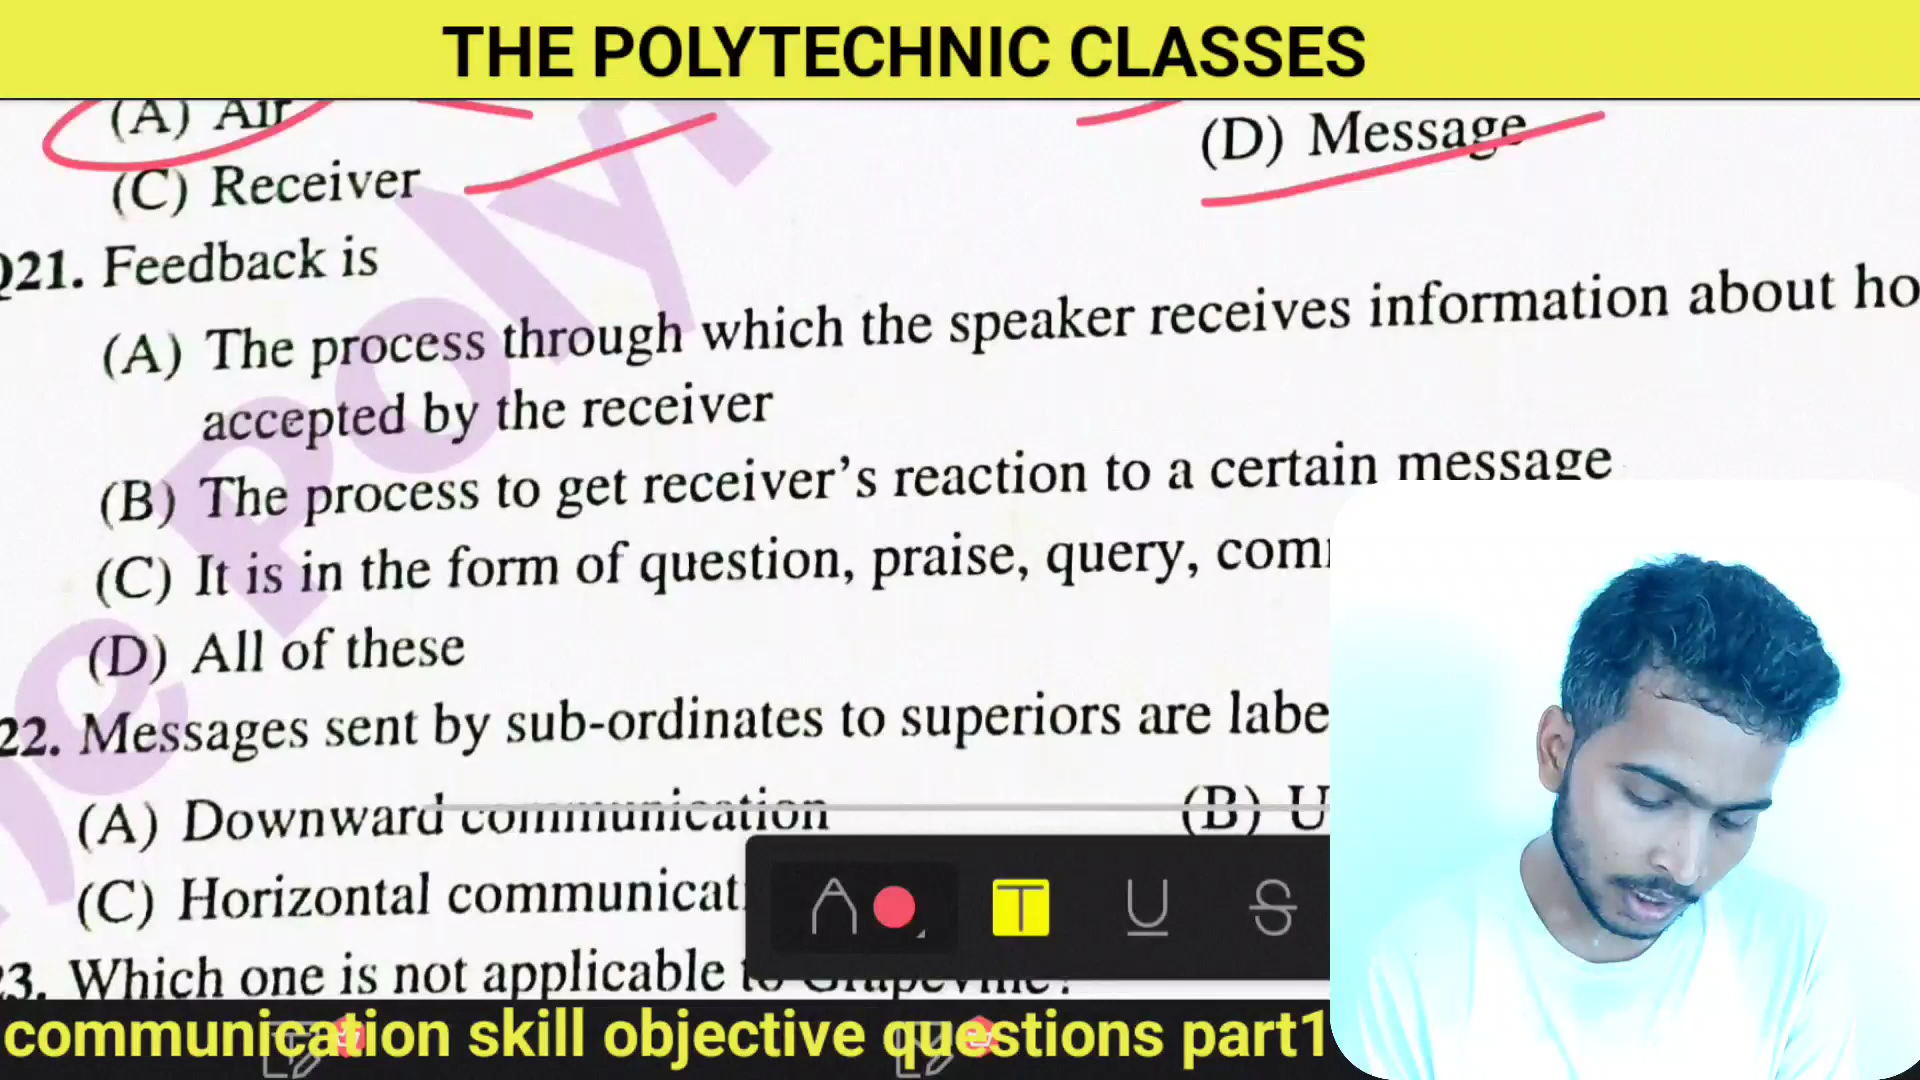 THE POLYTECHNIC CLASSES
(A) Air
(D) Message
(C) Receiver
Q21. Feedback is
(A) The process through which the speaker receives information about ho
accepted by the receiver
(B) The process to get receiver's reaction to a certain message
(C) It is in the form of question, praise, query, com
(D) All of these
22. Messages sent by sub-ordinates to superiors are labe
(A) Downward communication
(B) U
(C) Horizontal communicati
23. Which one is not applicable to Grapevine?
communication skill objective questions part1